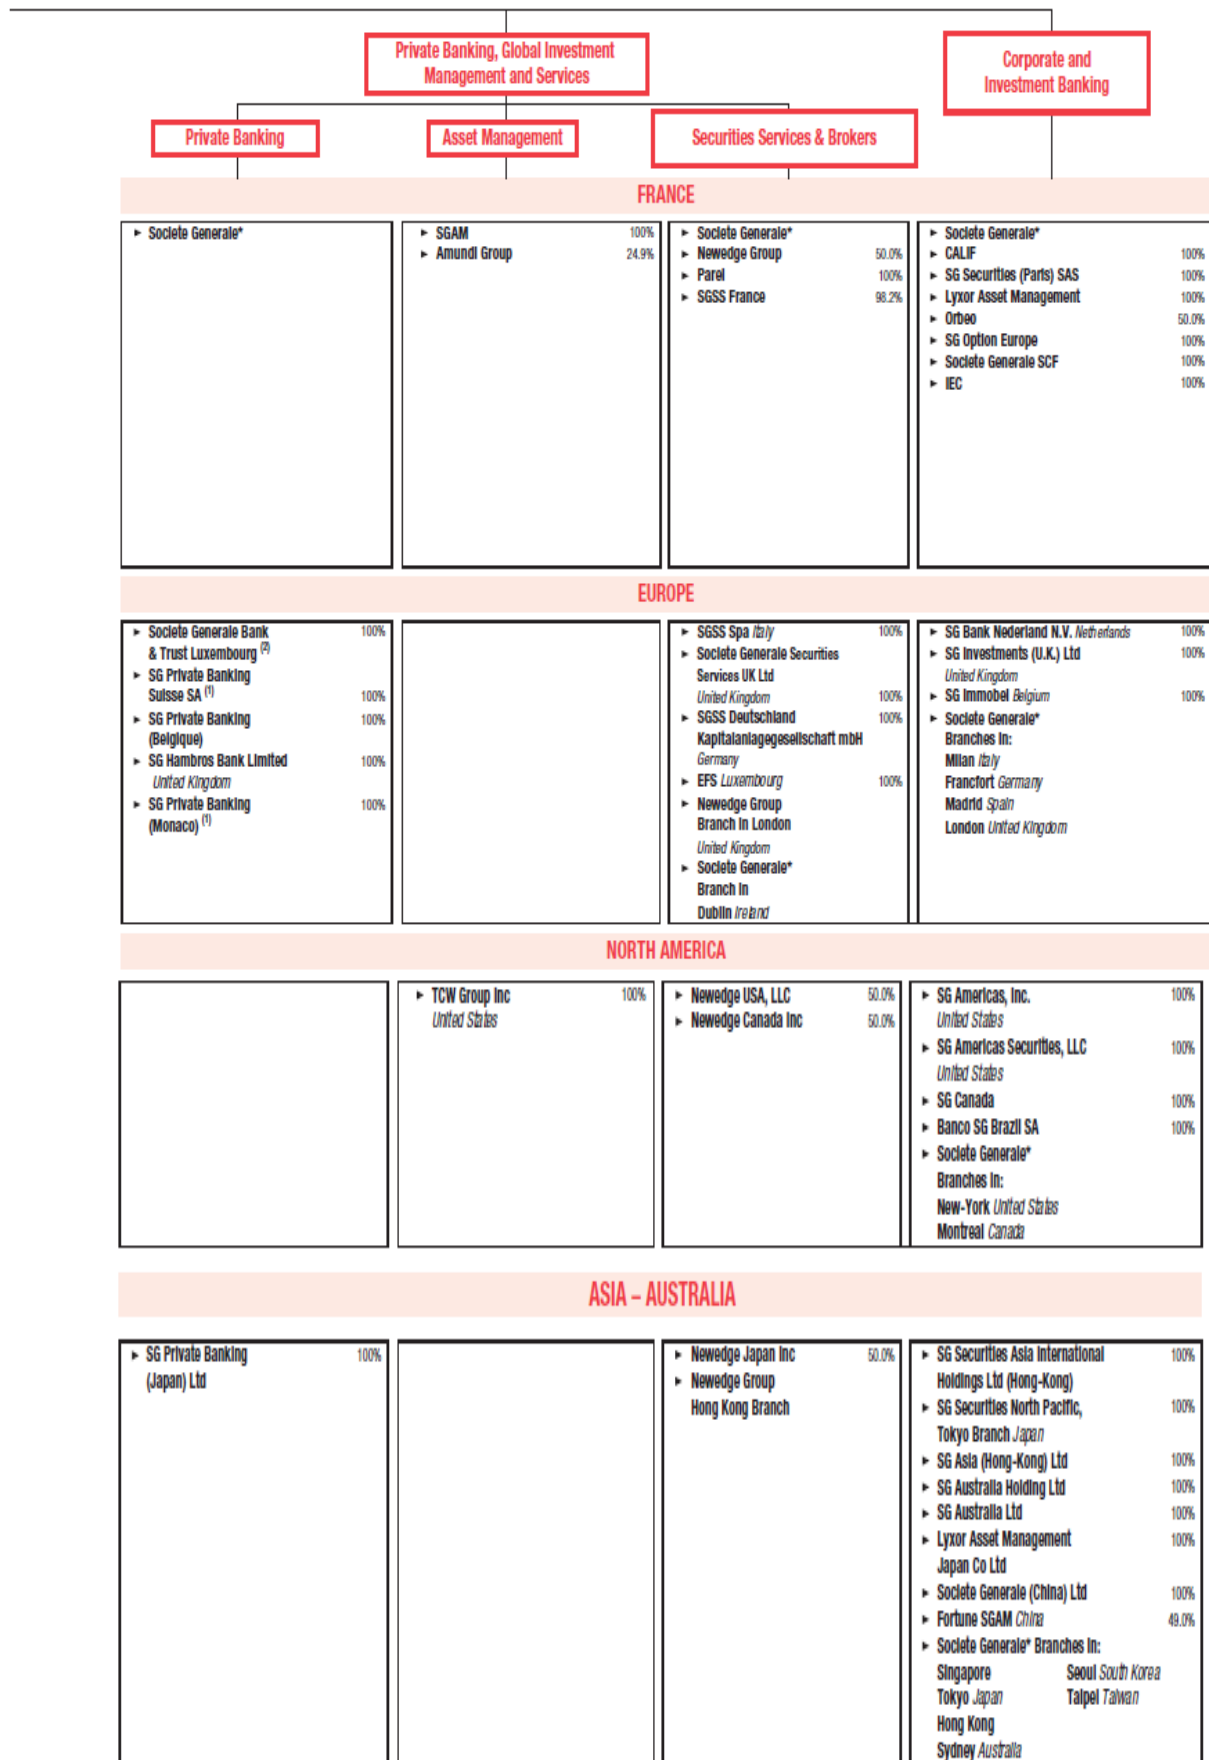 Private Banking, Global Investment
Management and Services
Corporate and
Investment Banking
Private Banking
Asset Management
Securities Services & Brokers
FRANCE
► Societe Generale*
► SGAM 100%
► Amundi Group 24.9%
► Societe Generale*
► Newedge Group 50.0%
► Parel 100%
► SGSS France 98.2%
► Societe Generale*
► CALIF 100%
► SG Securities (Paris) SAS 100%
► Lyxor Asset Management 100%
► Orbeo 50.0%
► SG Option Europe 100%
► Societe Generale SCF 100%
► IEC 100%
EUROPE
► Societe Generale Bank 100%
& Trust Luxembourg (2)
► SG Private Banking
Suisse SA (1) 100%
► SG Private Banking 100%
(Belgique)
► SG Hambros Bank Limited 100%
United Kingdom
► SG Private Banking 100%
(Monaco) (1)
► SGSS Spa Italy 100%
► Societe Generale Securities
Services UK Ltd
United Kingdom 100%
► SGSS Deutschland 100%
Kapitalanlagegesellschaft mbH
Germany
► EFS Luxembourg 100%
► Newedge Group
Branch in London
United Kingdom
► Societe Generale*
Branch in
Dublin Ireland
► SG Bank Nederland N.V. Netherlands 100%
► SG Investments (U.K.) Ltd 100%
United Kingdom
► SG Immobel Belgium 100%
► Societe Generale*
Branches in:
Milan Italy
Francfort Germany
Madrid Spain
London United Kingdom
NORTH AMERICA
► TCW Group Inc 100%
United States
► Newedge USA, LLC 50.0%
► Newedge Canada Inc 50.0%
► SG Americas, Inc. 100%
United States
► SG Americas Securities, LLC 100%
United States
► SG Canada 100%
► Banco SG Brazil SA 100%
► Societe Generale*
Branches in:
New-York United States
Montreal Canada
ASIA – AUSTRALIA
► SG Private Banking 100%
(Japan) Ltd
► Newedge Japan Inc 50.0%
► Newedge Group
Hong Kong Branch
► SG Securities Asia International 100%
Holdings Ltd (Hong-Kong)
► SG Securities North Pacific, 100%
Tokyo Branch Japan
► SG Asia (Hong-Kong) Ltd 100%
► SG Australia Holding Ltd 100%
► SG Australia Ltd 100%
► Lyxor Asset Management 100%
Japan Co Ltd
► Societe Generale (China) Ltd 100%
► Fortune SGAM China 49.0%
► Societe Generale* Branches in:
Singapore Seoul South Korea
Tokyo Japan Taipei Taiwan
Hong Kong
Sydney Australia